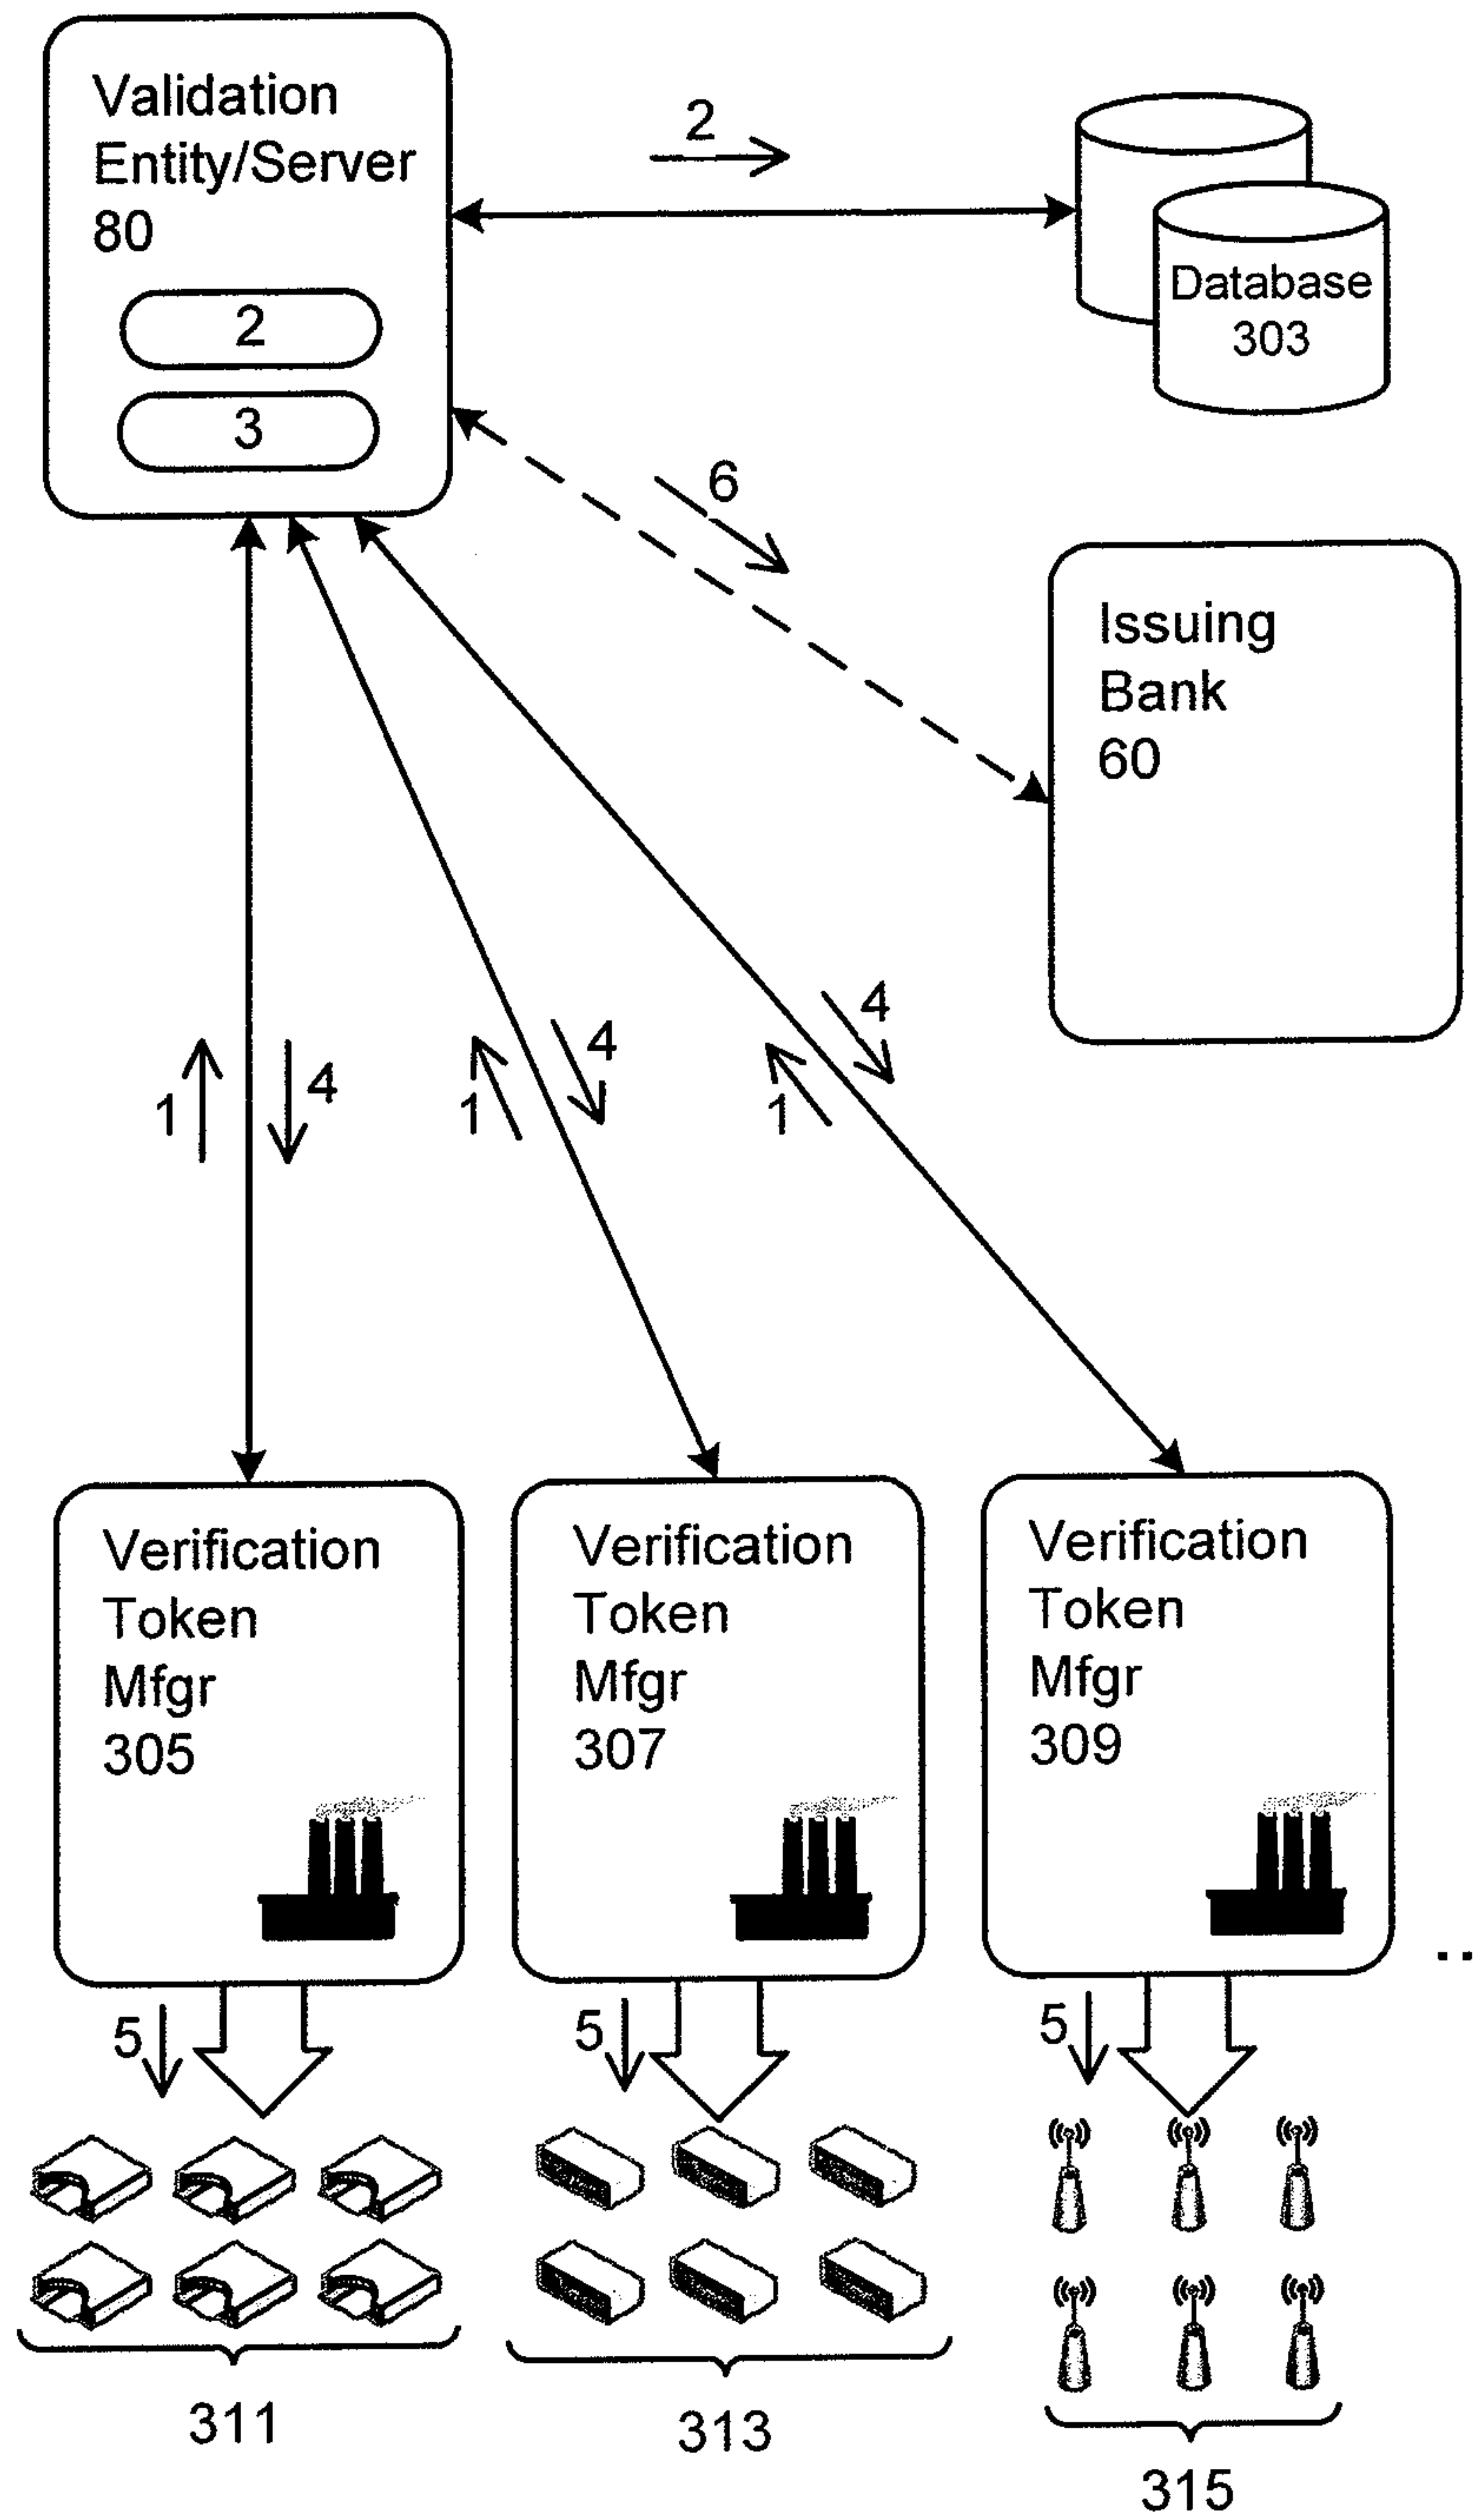 Validation
Entity/Server
80
2
3
2
Database
303
6
Issuing
Bank
60
1
4
1
4
1
4
Verification
Token
Mfgr
305
Verification
Token
Mfgr
307
Verification
Token
Mfgr
309
..
5
5
5
311
313
315